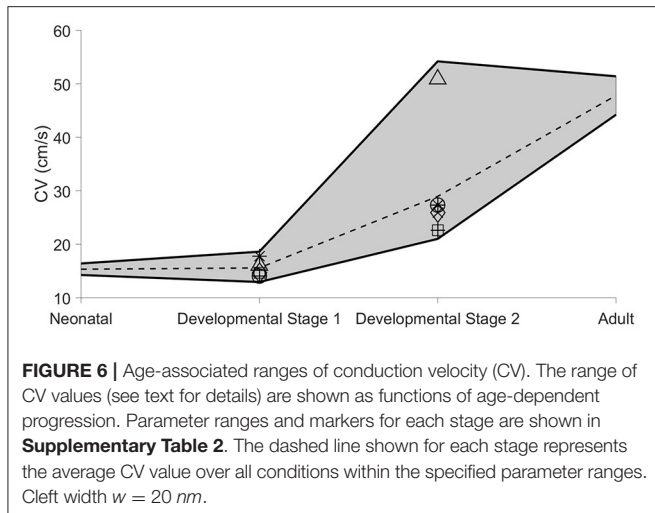 60
50
40
30
20
10
CV (cm/s)
Neonatal Developmental Stage 1 Developmental Stage 2 Adult
FIGURE 6 | Age-associated ranges of conduction velocity (CV). The range of
CV values (see text for details) are shown as functions of age-dependent
progression. Parameter ranges and markers for each stage are shown in
Supplementary Table 2. The dashed line shown for each stage represents
the average CV value over all conditions within the specified parameter ranges.
Cleft width w = 20 nm.